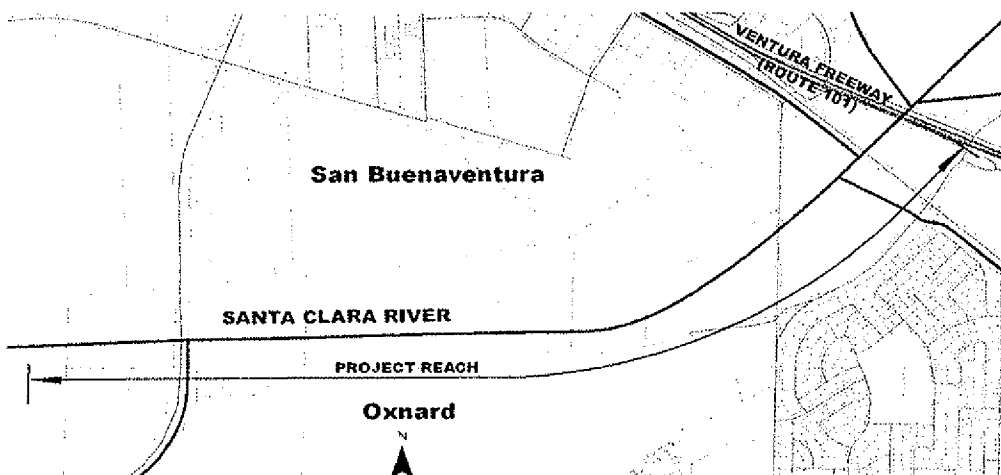 VENTURA FREEWAY
(ROUTE 101)
San Buenaventura
SANTA CLARA RIVER
PROJECT REACH
Oxnard
N